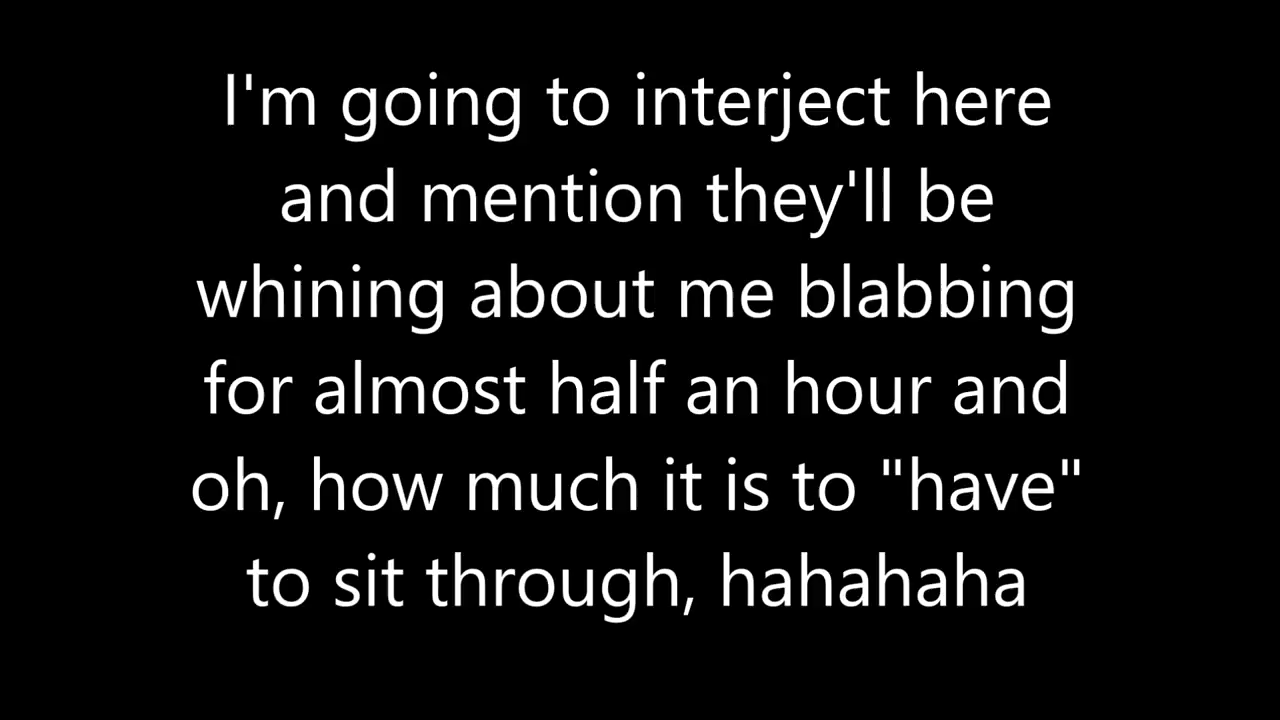 I'm going to interject here
and mention they'll be
whining about me blabbing
for almost half an hour and
oh, how much it is to "have"
to sit through, hahahaha